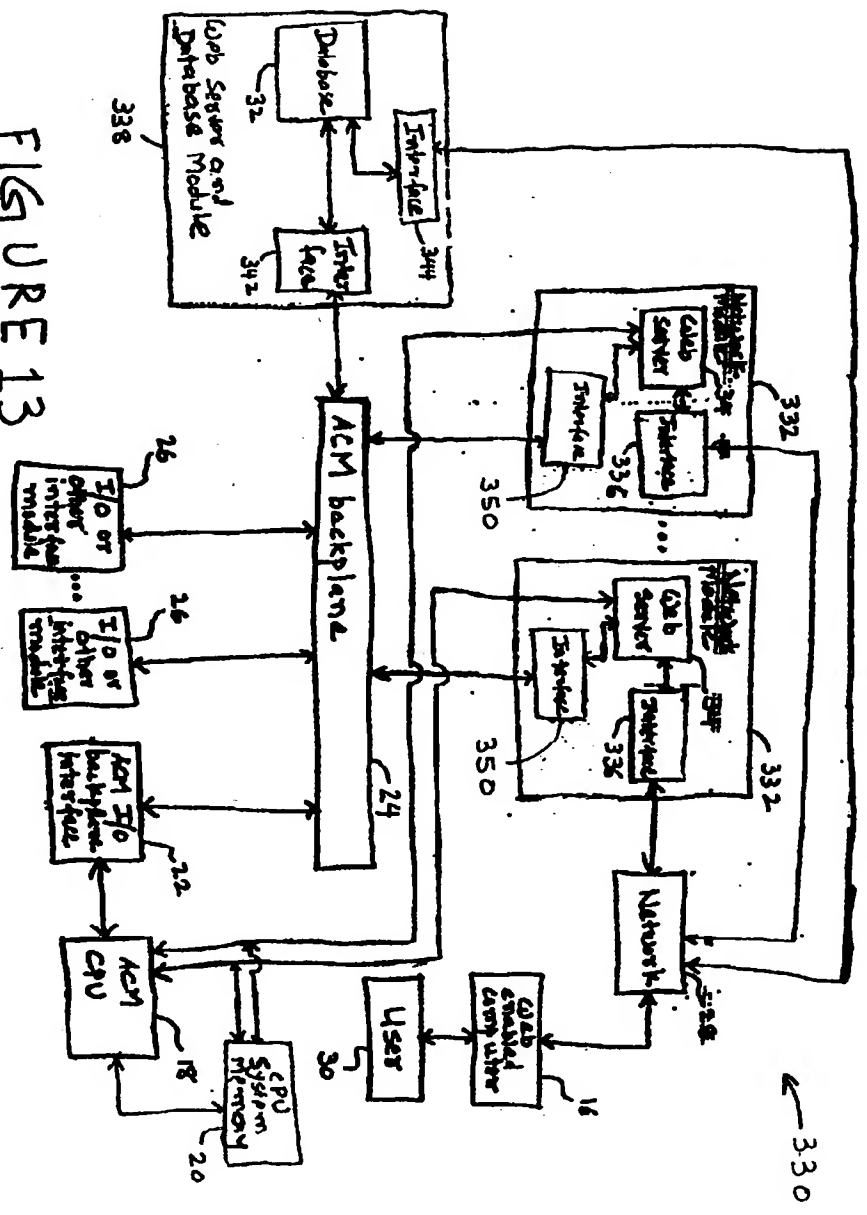 330
332
Web
Server
34
Interface
336
Interface
350
....
332
Web
Server
Interface
336
Interface
350
Network
Web
enabled
computer
16
User
30
Interface
344
Database
32
Web Server and
Database Module
Inter
face
342
338
ACM backplane
24
I/O or
other
interface
module
26
...
I/O or
other
interface
module
26
ACM I/O
backplane
interface
22
ACM
CPU
18
CPU
System
Memory
20
FIGURE 13